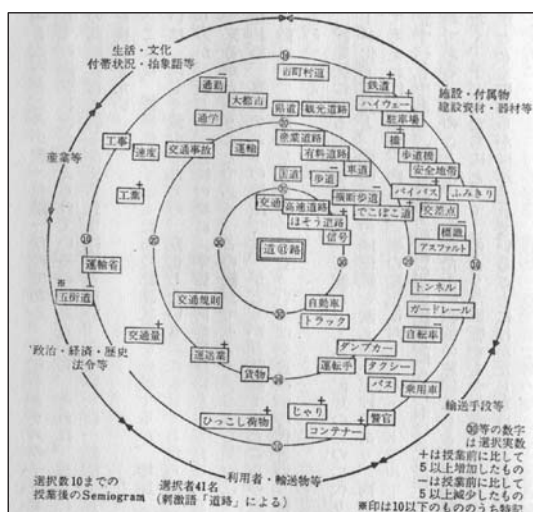 生活・文化
付帯状況・抽象語等
施設・付属物
建設資材・器材等
産業等
政治・経済・歴史
法令等
輸送手段等
利用者・輸送物等
市町村道
鉄道 +
通勤 −
ハイウェー +
大都市
県道
観光道路
駐車場
通学
橋 +
工事
速度
交通事故 −
運輸
産業道路
有料道路
歩道橋
安全地帯
国道
歩道
車道 −
工業 +
交通
高速道路
横断歩道 −
バイパス +
ふみきり
ほそう道路
でこぼこ道 +
交差点
信号 +
標識 −
アスファルト
道路
運輸省
※五街道
トンネル
交通規則
自動車
ガードレール
トラック
交通量 +
自転車 −
運送業 +
ダンプカー
運転手
タクシー
貨物
バス
乗用車
ひっこし荷物 +
じゃり +
コンテナー +
警官
㉚等の数字
は選択実数
+は授業前に比して
5以上増加したもの
−は授業前に比して
5以上減少したもの
※印は10以下のもののうち特記
選択数10までの
授業後のSemiogram
選択者41名
(刺激語「道路」による)